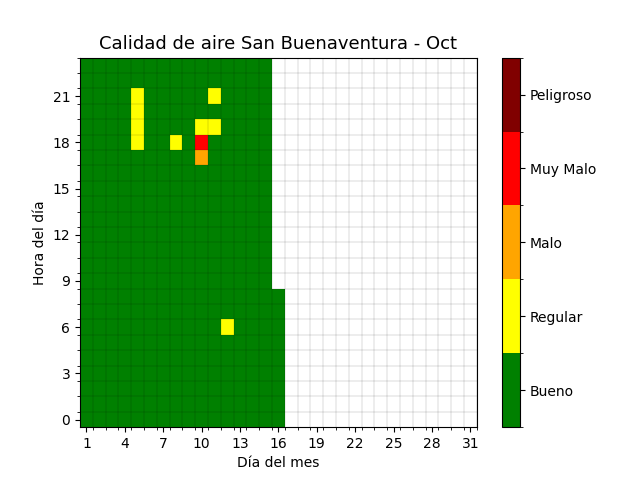 Calidad de aire San Buenaventura - Oct
21
18
15
12
9
6
3
0
Hora del día
1 4 7 10 13 16 19 22 25 28 31
Día del mes
Peligroso
Muy Malo
Malo
Regular
Bueno